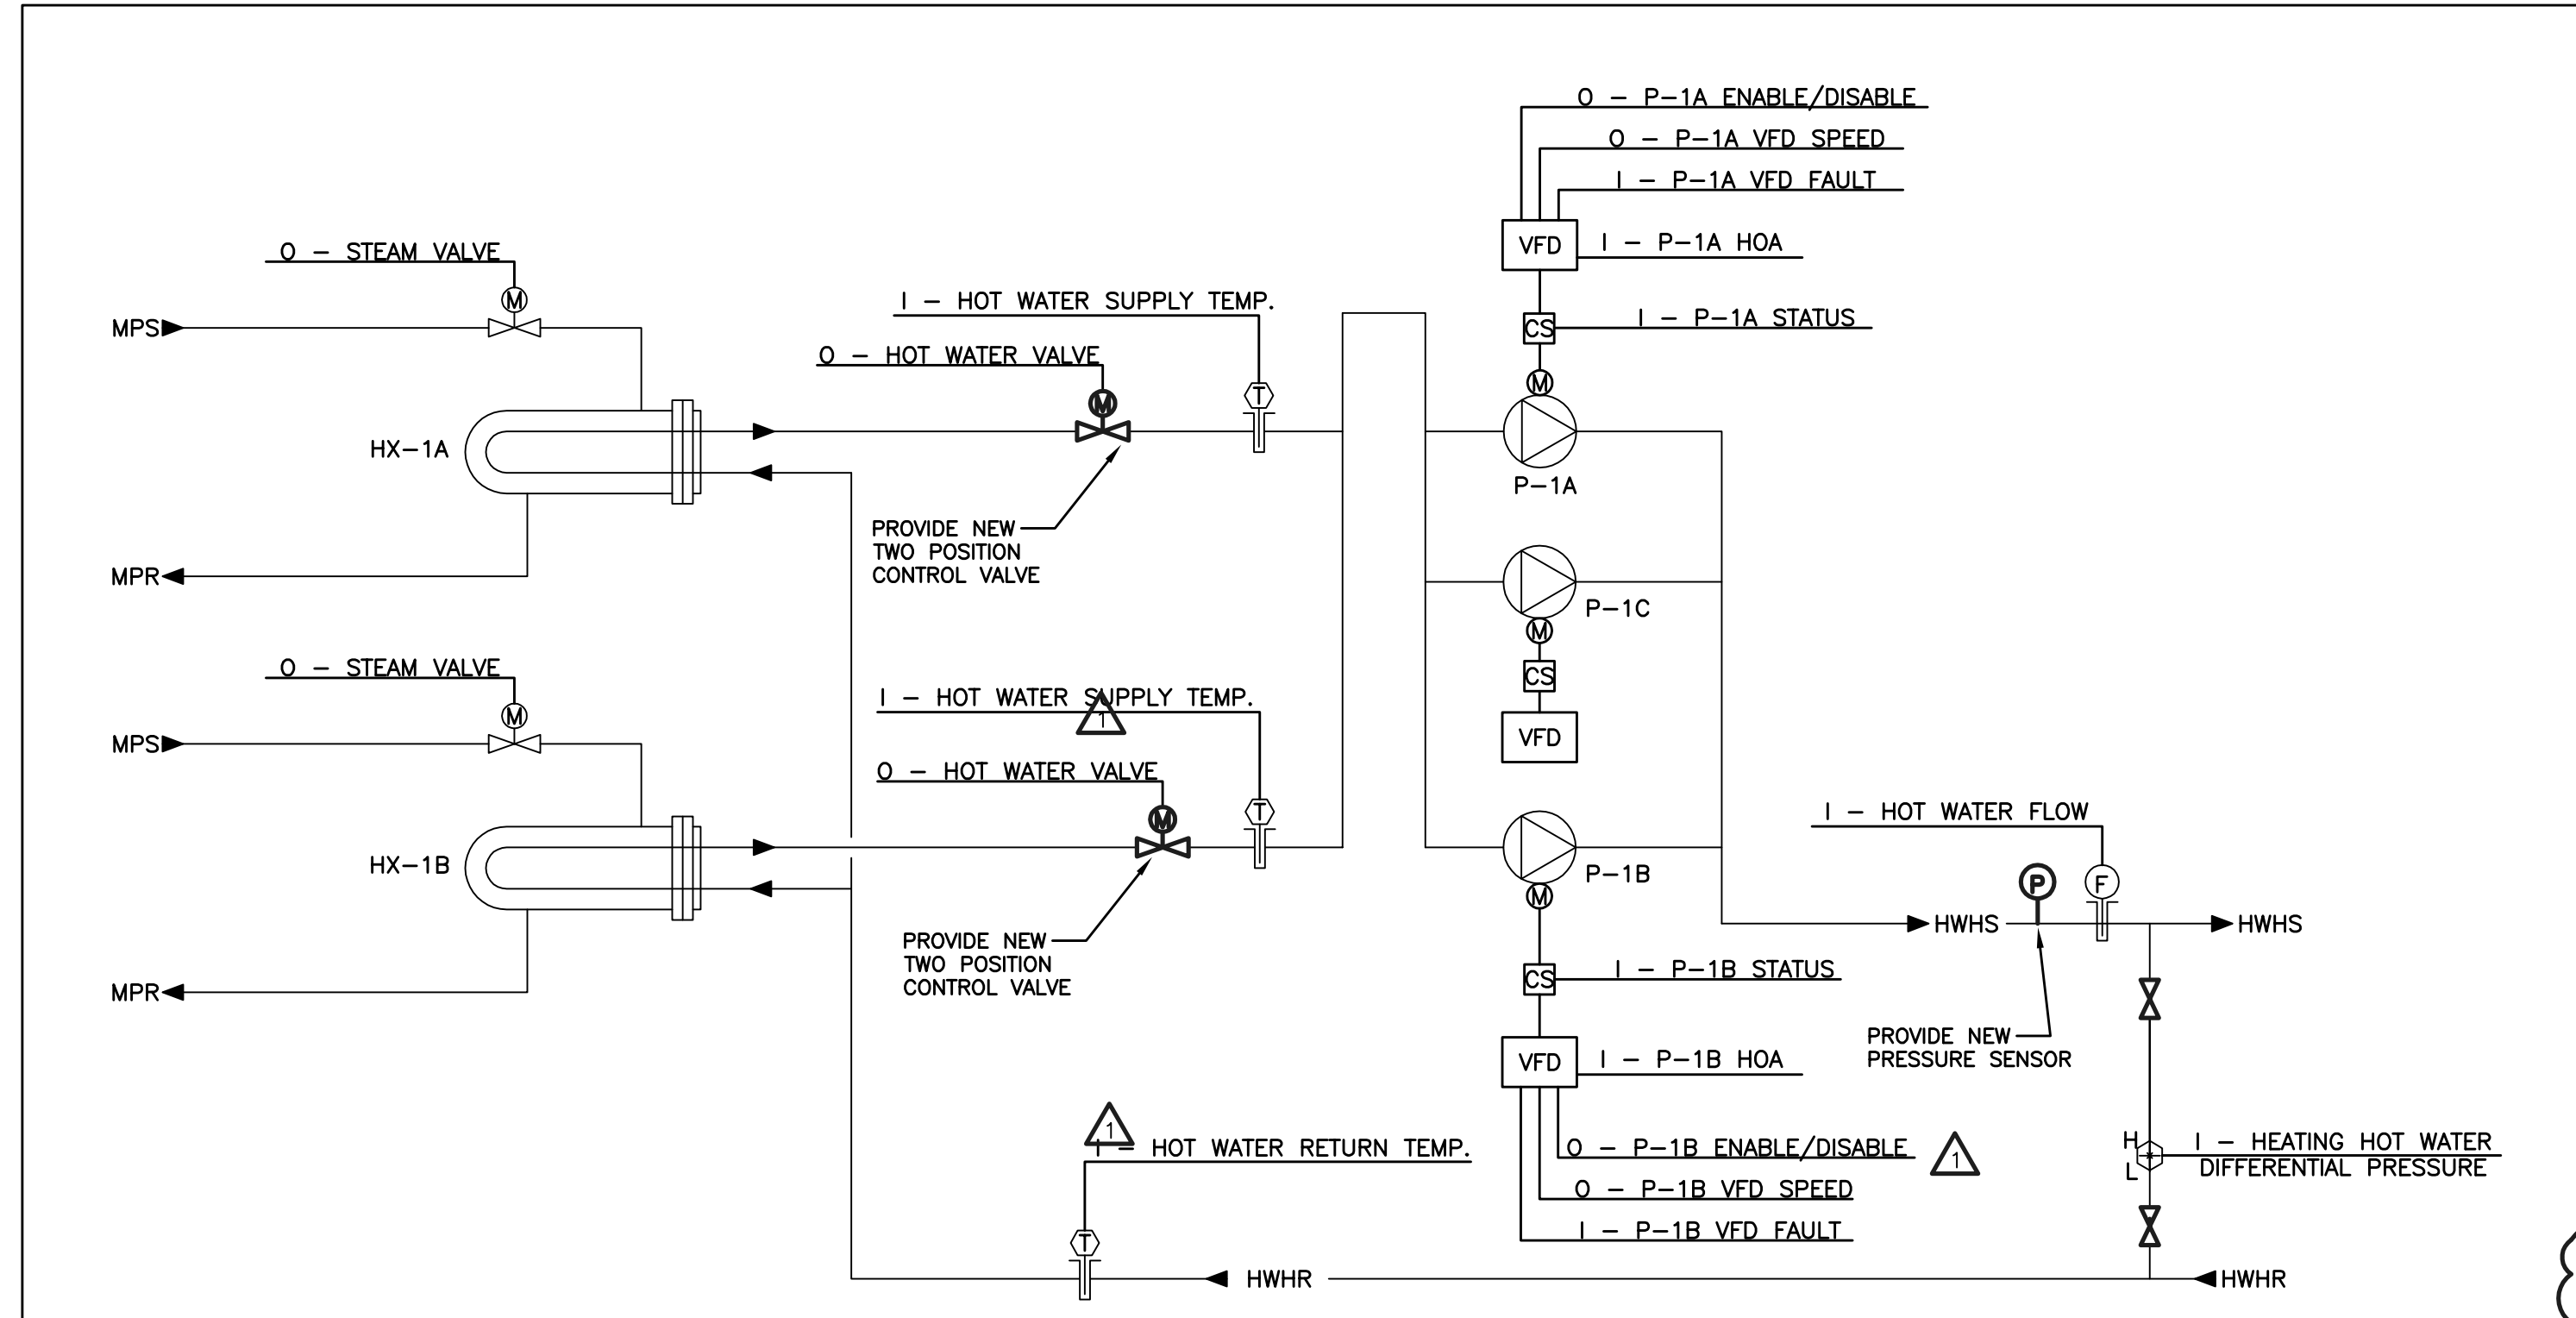 O - P-1A ENABLE/DISABLE
O - P-1A VFD SPEED
I - P-1A VFD FAULT
VFD
I - P-1A HOA
O - STEAM VALVE
M
MPS
I - HOT WATER SUPPLY TEMP.
CS
I - P-1A STATUS
O - HOT WATER VALVE
M
T
M
HX-1A
P-1A
PROVIDE NEW
TWO POSITION
CONTROL VALVE
MPR
P-1C
M
CS
VFD
O - STEAM VALVE
M
MPS
I - HOT WATER SUPPLY TEMP.
1
O - HOT WATER VALVE
M
T
HX-1B
P-1B
M
I - HOT WATER FLOW
P
F
HWHS
HWHS
PROVIDE NEW
TWO POSITION
CONTROL VALVE
MPR
CS
I - P-1B STATUS
VFD
I - P-1B HOA
PROVIDE NEW
PRESSURE SENSOR
1
I - HOT WATER RETURN TEMP.
O - P-1B ENABLE/DISABLE
1
O - P-1B VFD SPEED
I - P-1B VFD FAULT
H
L
I - HEATING HOT WATER
DIFFERENTIAL PRESSURE
T
HWHR
HWHR